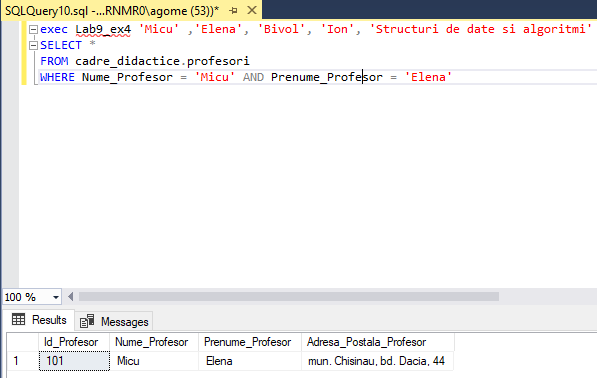 SQLQuery10.sql -...RNMR0\agome (53))*
exec Lab9_ex4 'Micu' ,'Elena', 'Bivol', 'Ion', 'Structuri de date si algoritmi'
SELECT *
FROM cadre_didactice.profesori
WHERE Nume_Profesor = 'Micu' AND Prenume_Profesor = 'Elena'
100 %
Results Messages
Id_Profesor Nume_Profesor Prenume_Profesor Adresa_Postala_Profesor
1 101 Micu Elena mun. Chisinau, bd. Dacia, 44